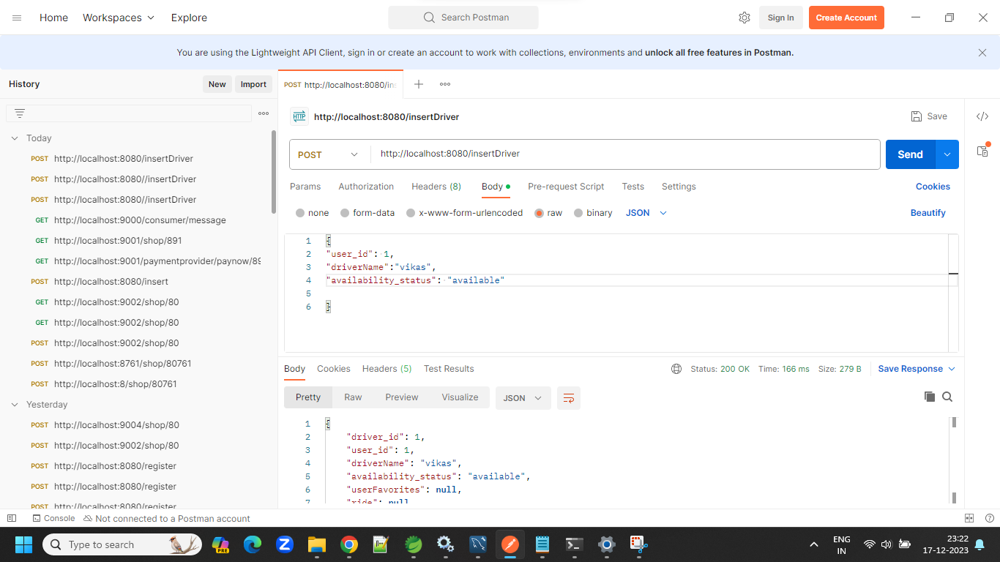 Home Workspaces Explore Search Postman Sign In Create Account
You are using the Lightweight API Client, sign in or create an account to work with collections, environments and unlock all free features in Postman.
History New Import
POST http://localhost:8080/in
http://localhost:8080/insertDriver Save
Today
POST http://localhost:8080/insertDriver
POST http://localhost:8080//insertDriver
POST http://localhost:8080//insertDriver
GET http://localhost:9000/consumer/message
GET http://localhost:9001/shop/891
GET http://localhost:9001/paymentprovider/paynow/89
POST http://localhost:8080/insert
GET http://localhost:9002/shop/80
GET http://localhost:9002/shop/80
POST http://localhost:9002/shop/80
POST http://localhost:8761/shop/80761
POST http://localhost:8/shop/80761
Yesterday
POST http://localhost:9004/shop/80
POST http://localhost:9002/shop/80
POST http://localhost:8080/register
POST http://localhost:8080/register
POST http://localhost:8080/register
POST http://localhost:8080/insertDriver Send
Params Authorization Headers (8) Body Pre-request Script Tests Settings Cookies
none form-data x-www-form-urlencoded raw binary JSON Beautify
1 {
2 "user_id": 1,
3 "driverName":"vikas",
4 "availability_status": "available"
5
6 }
Body Cookies Headers (5) Test Results Status: 200 OK Time: 166 ms Size: 279 B Save Response
Pretty Raw Preview Visualize JSON
1 {
2 "driver_id": 1,
3 "user_id": 1,
4 "driverName": "vikas",
5 "availability_status": "available",
6 "userFavorites": null,
7 "ride": null
Console Not connected to a Postman account
Type to search PRE ENG 23:22
IN 17-12-2023